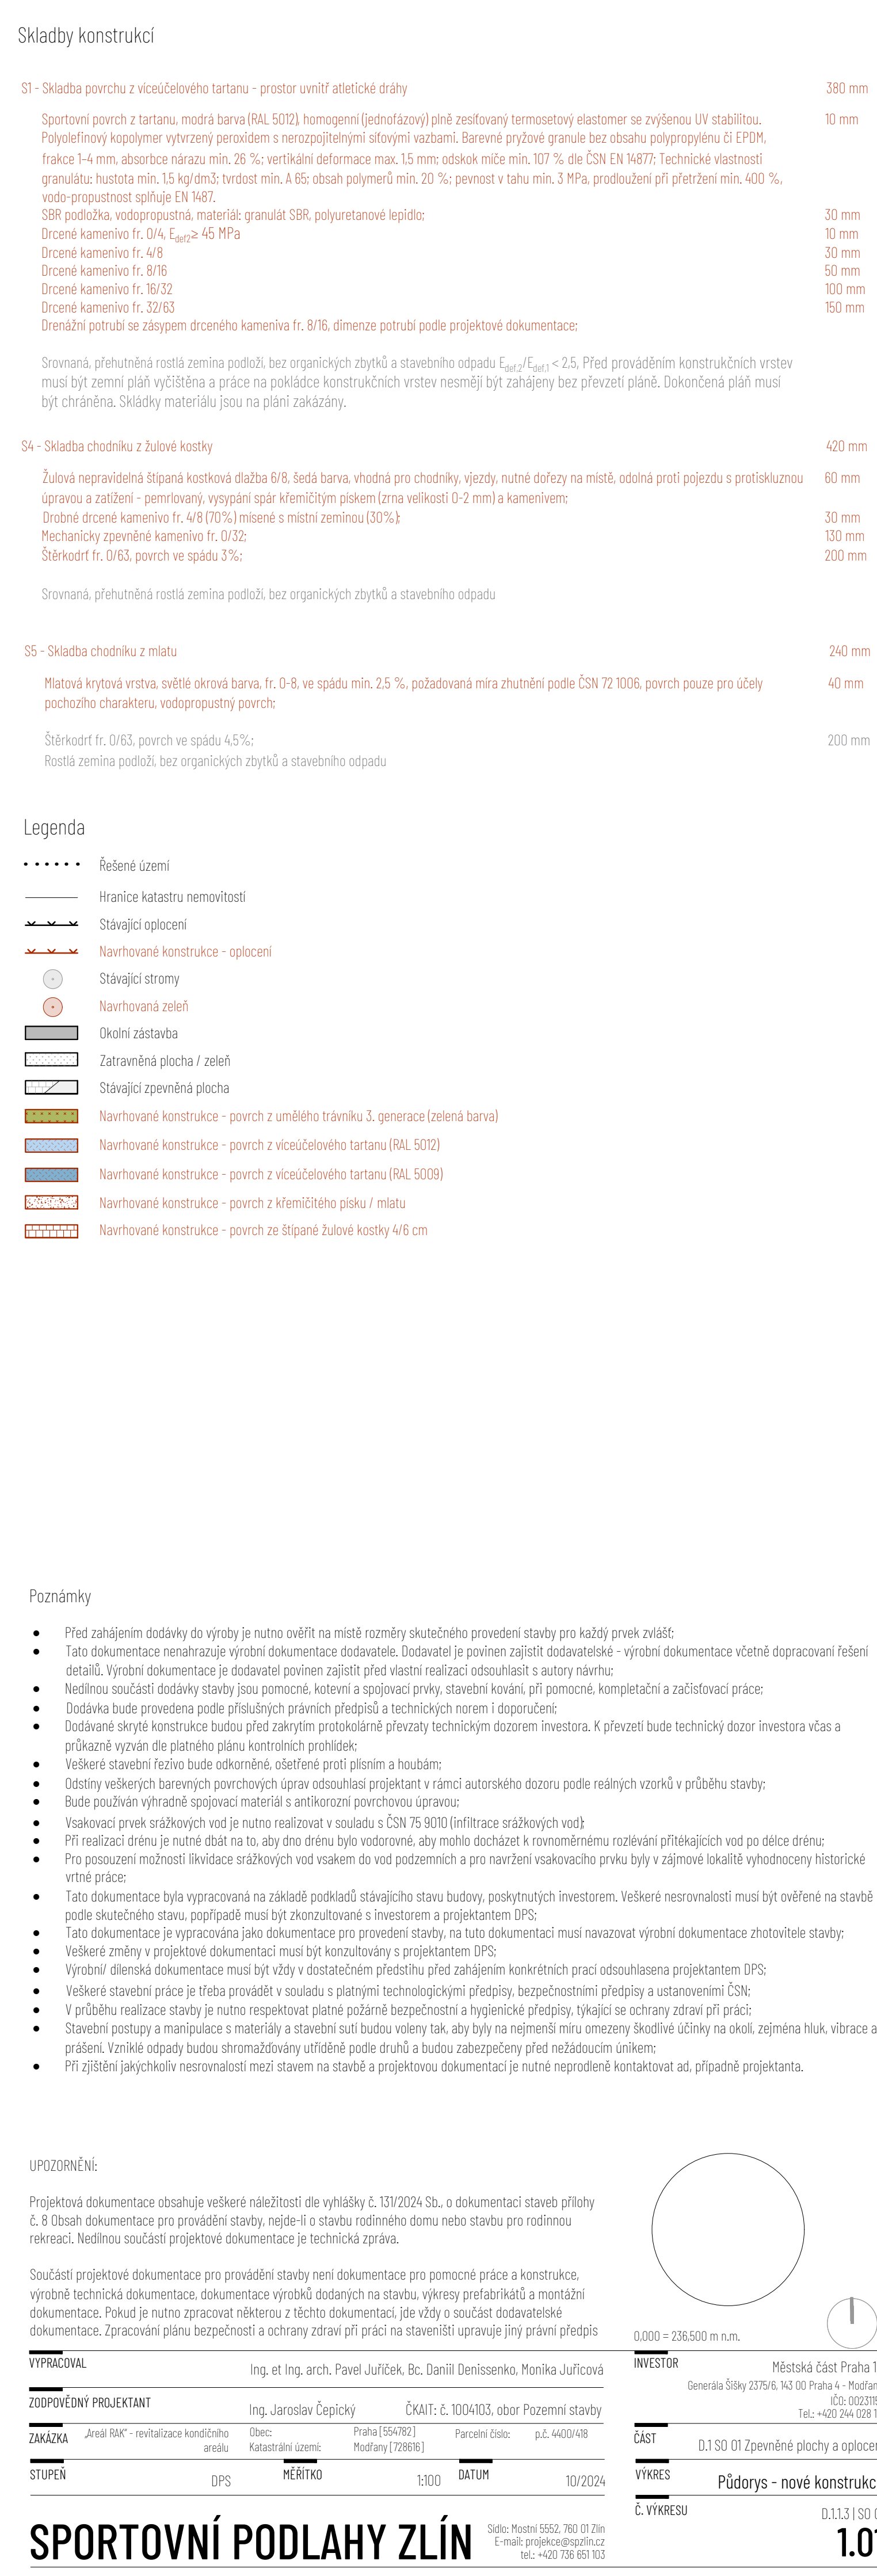 Skladby konstrukcí
S1 - Skladba povrchu z víceúčelového tartanu - prostor uvnitř atletické dráhy 380 mm
Sportovní povrch z tartanu, modrá barva (RAL 5012), homogenní (jednofázový) plně zesíťovaný termosetový elastomer se zvýšenou UV stabilitou. 10 mm
Polyolefinový kopolymer vytvrzený peroxidem s nerozpojitelnými síťovými vazbami. Barevné pryžové granule bez obsahu polypropylénu či EPDM,
frakce 1-4 mm, absorbce nárazu min. 26 %; vertikální deformace max. 1,5 mm; odskok míče min. 107 % dle ČSN EN 14877; Technické vlastnosti
granulátu: hustota min. 1,5 kg/dm3; tvrdost min. A 65; obsah polymerů min. 20 %; pevnost v tahu min. 3 MPa, prodloužení při přetržení min. 400 %,
vodo-propustnost splňuje EN 1487.
SBR podložka, vodopropustná, materiál: granulát SBR, polyuretanové lepidlo; 30 mm
Drcené kamenivo fr. 0/4, Edef2≥ 45 MPa 10 mm
Drcené kamenivo fr. 4/8 30 mm
Drcené kamenivo fr. 8/16 50 mm
Drcené kamenivo fr. 16/32 100 mm
Drcené kamenivo fr. 32/63 150 mm
Drenážní potrubí se zásypem drceného kameniva fr. 8/16, dimenze potrubí podle projektové dokumentace;
Srovnaná, přehutněná rostlá zemina podloží, bez organických zbytků a stavebního odpadu Edef,2/Edef,1 < 2,5, Před prováděním konstrukčních vrstev
musí být zemní pláň vyčištěna a práce na pokládce konstrukčních vrstev nesmějí být zahájeny bez převzetí pláně. Dokončená pláň musí
být chráněna. Skládky materiálu jsou na pláni zakázány.
S4 - Skladba chodníku z žulové kostky 420 mm
Žulová nepravidelná štípaná kostková dlažba 6/8, šedá barva, vhodná pro chodníky, vjezdy, nutné dořezy na místě, odolná proti pojezdu s protiskluznou 60 mm
úpravou a zatížení - pemrlovaný, vysypání spár křemičitým pískem (zrna velikosti 0-2 mm) a kamenivem;
Drobné drcené kamenivo fr. 4/8 (70%) mísené s místní zeminou (30%); 30 mm
Mechanicky zpevněné kamenivo fr. 0/32; 130 mm
Štěrkodrť fr. 0/63, povrch ve spádu 3%; 200 mm
Srovnaná, přehutněná rostlá zemina podloží, bez organických zbytků a stavebního odpadu
S5 - Skladba chodníku z mlatu 240 mm
Mlatová krytová vrstva, světlé okrová barva, fr. 0-8, ve spádu min. 2,5 %, požadovaná míra zhutnění podle ČSN 72 1006, povrch pouze pro účely 40 mm
pochozího charakteru, vodopropustný povrch;
Štěrkodrť fr. 0/63, povrch ve spádu 4,5%; 200 mm
Rostlá zemina podloží, bez organických zbytků a stavebního odpadu
Legenda
Řešené území
Hranice katastru nemovitostí
Stávající oplocení
Navrhované konstrukce - oplocení
Stávající stromy
Navrhovaná zeleň
Okolní zástavba
Zatravněná plocha / zeleň
Stávající zpevněná plocha
Navrhované konstrukce - povrch z umělého trávníku 3. generace (zelená barva)
Navrhované konstrukce - povrch z víceúčelového tartanu (RAL 5012)
Navrhované konstrukce - povrch z víceúčelového tartanu (RAL 5009)
Navrhované konstrukce - povrch z křemičitého písku / mlatu
Navrhované konstrukce - povrch ze štípané žulové kostky 4/6 cm
Poznámky
● Před zahájením dodávky do výroby je nutno ověřit na místě rozměry skutečného provedení stavby pro každý prvek zvlášť;
● Tato dokumentace nenahrazuje výrobní dokumentace dodavatele. Dodavatel je povinen zajistit dodavatelské - výrobní dokumentace včetně dopracovaní řešení
detailů. Výrobní dokumentace je dodavatel povinen zajistit před vlastní realizaci odsouhlasit s autory návrhu;
● Nedílnou součásti dodávky stavby jsou pomocné, kotevní a spojovací prvky, stavební kování, při pomocné, kompletační a začisťovací práce;
● Dodávka bude provedena podle příslušných právních předpisů a technických norem i doporučení;
● Dodávané skryté konstrukce budou před zakrytím protokolárně převzaty technickým dozorem investora. K převzetí bude technický dozor investora včas a
průkazně vyzván dle platného plánu kontrolních prohlídek;
● Veškeré stavební řezivo bude odkorněné, ošetřené proti plísním a houbám;
● Odstíny veškerých barevných povrchových úprav odsouhlasí projektant v rámci autorského dozoru podle reálných vzorků v průběhu stavby;
● Bude používán výhradně spojovací materiál s antikorozní povrchovou úpravou;
● Vsakovací prvek srážkových vod je nutno realizovat v souladu s ČSN 75 9010 (infiltrace srážkových vod);
● Při realizaci drénu je nutné dbát na to, aby dno drénu bylo vodorovné, aby mohlo docházet k rovnoměrnému rozlévání přitékajících vod po délce drénu;
● Pro posouzení možnosti likvidace srážkových vod vsakem do vod podzemních a pro navržení vsakovacího prvku byly v zájmové lokalitě vyhodnoceny historické
vrtné práce;
● Tato dokumentace byla vypracovaná na základě podkladů stávajícího stavu budovy, poskytnutých investorem. Veškeré nesrovnalosti musí být ověřené na stavbě
podle skutečného stavu, popřípadě musí být zkonzultované s investorem a projektantem DPS;
● Tato dokumentace je vypracována jako dokumentace pro provedení stavby, na tuto dokumentaci musí navazovat výrobní dokumentace zhotovitele stavby;
● Veškeré změny v projektové dokumentaci musí být konzultovány s projektantem DPS;
● Výrobní/ dílenská dokumentace musí být vždy v dostatečném předstihu před zahájením konkrétních prací odsouhlasena projektantem DPS;
● Veškeré stavební práce je třeba provádět v souladu s platnými technologickými předpisy, bezpečnostními předpisy a ustanoveními ČSN;
● V průběhu realizace stavby je nutno respektovat platné požárně bezpečnostní a hygienické předpisy, týkající se ochrany zdraví při práci;
● Stavební postupy a manipulace s materiály a stavební sutí budou voleny tak, aby byly na nejmenší míru omezeny škodlivé účinky na okolí, zejména hluk, vibrace a
prášení. Vzniklé odpady budou shromažďovány utříděně podle druhů a budou zabezpečeny před nežádoucím únikem;
● Při zjištění jakýchkoliv nesrovnalostí mezi stavem na stavbě a projektovou dokumentací je nutné neprodleně kontaktovat ad, případně projektanta.
UPOZORNĚNÍ:
Projektová dokumentace obsahuje veškeré náležitosti dle vyhlášky č. 131/2024 Sb., o dokumentaci staveb přílohy
č. 8 Obsah dokumentace pro provádění stavby, nejde-li o stavbu rodinného domu nebo stavbu pro rodinnou
rekreaci. Nedílnou součástí projektové dokumentace je technická zpráva.
Součástí projektové dokumentace pro provádění stavby není dokumentace pro pomocné práce a konstrukce,
výrobně technická dokumentace, dokumentace výrobků dodaných na stavbu, výkresy prefabrikátů a montážní
dokumentace. Pokud je nutno zpracovat některou z těchto dokumentací, jde vždy o součást dodavatelské
dokumentace. Zpracování plánu bezpečnosti a ochrany zdraví při práci na staveništi upravuje jiný právní předpis
0,000 = 236,500 m n.m.
VYPRACOVAL Ing. et Ing. arch. Pavel Juříček, Bc. Daniil Denissenko, Monika Juřicová
INVESTOR Městská část Praha 1
Generála Šišky 2375/6, 143 00 Praha 4 - Modřan
IČO: 0023115
Tel.: +420 244 028 1
ZODPOVĚDNÝ PROJEKTANT Ing. Jaroslav Čepický ČKAIT: č. 1004103, obor Pozemní stavby
ZAKÁZKA „Areál RAK" - revitalizace kondičního
areálu
Obec: Praha [554782] Parcelní číslo: p.č. 4400/418
Katastrální území: Modřany [728616]
ČÁST D.1 SO 01 Zpevněné plochy a oplocen
STUPEŇ DPS MĚŘÍTKO 1:100 DATUM 10/2024
VÝKRES Půdorys - nové konstrukc
Č. VÝKRESU D.1.1.3 | SO 0
1.01
SPORTOVNÍ PODLAHY ZLÍN
Sídlo: Mostní 5552, 760 01 Zlín
E-mail: projekce@spzlin.cz
tel.: +420 736 651 103